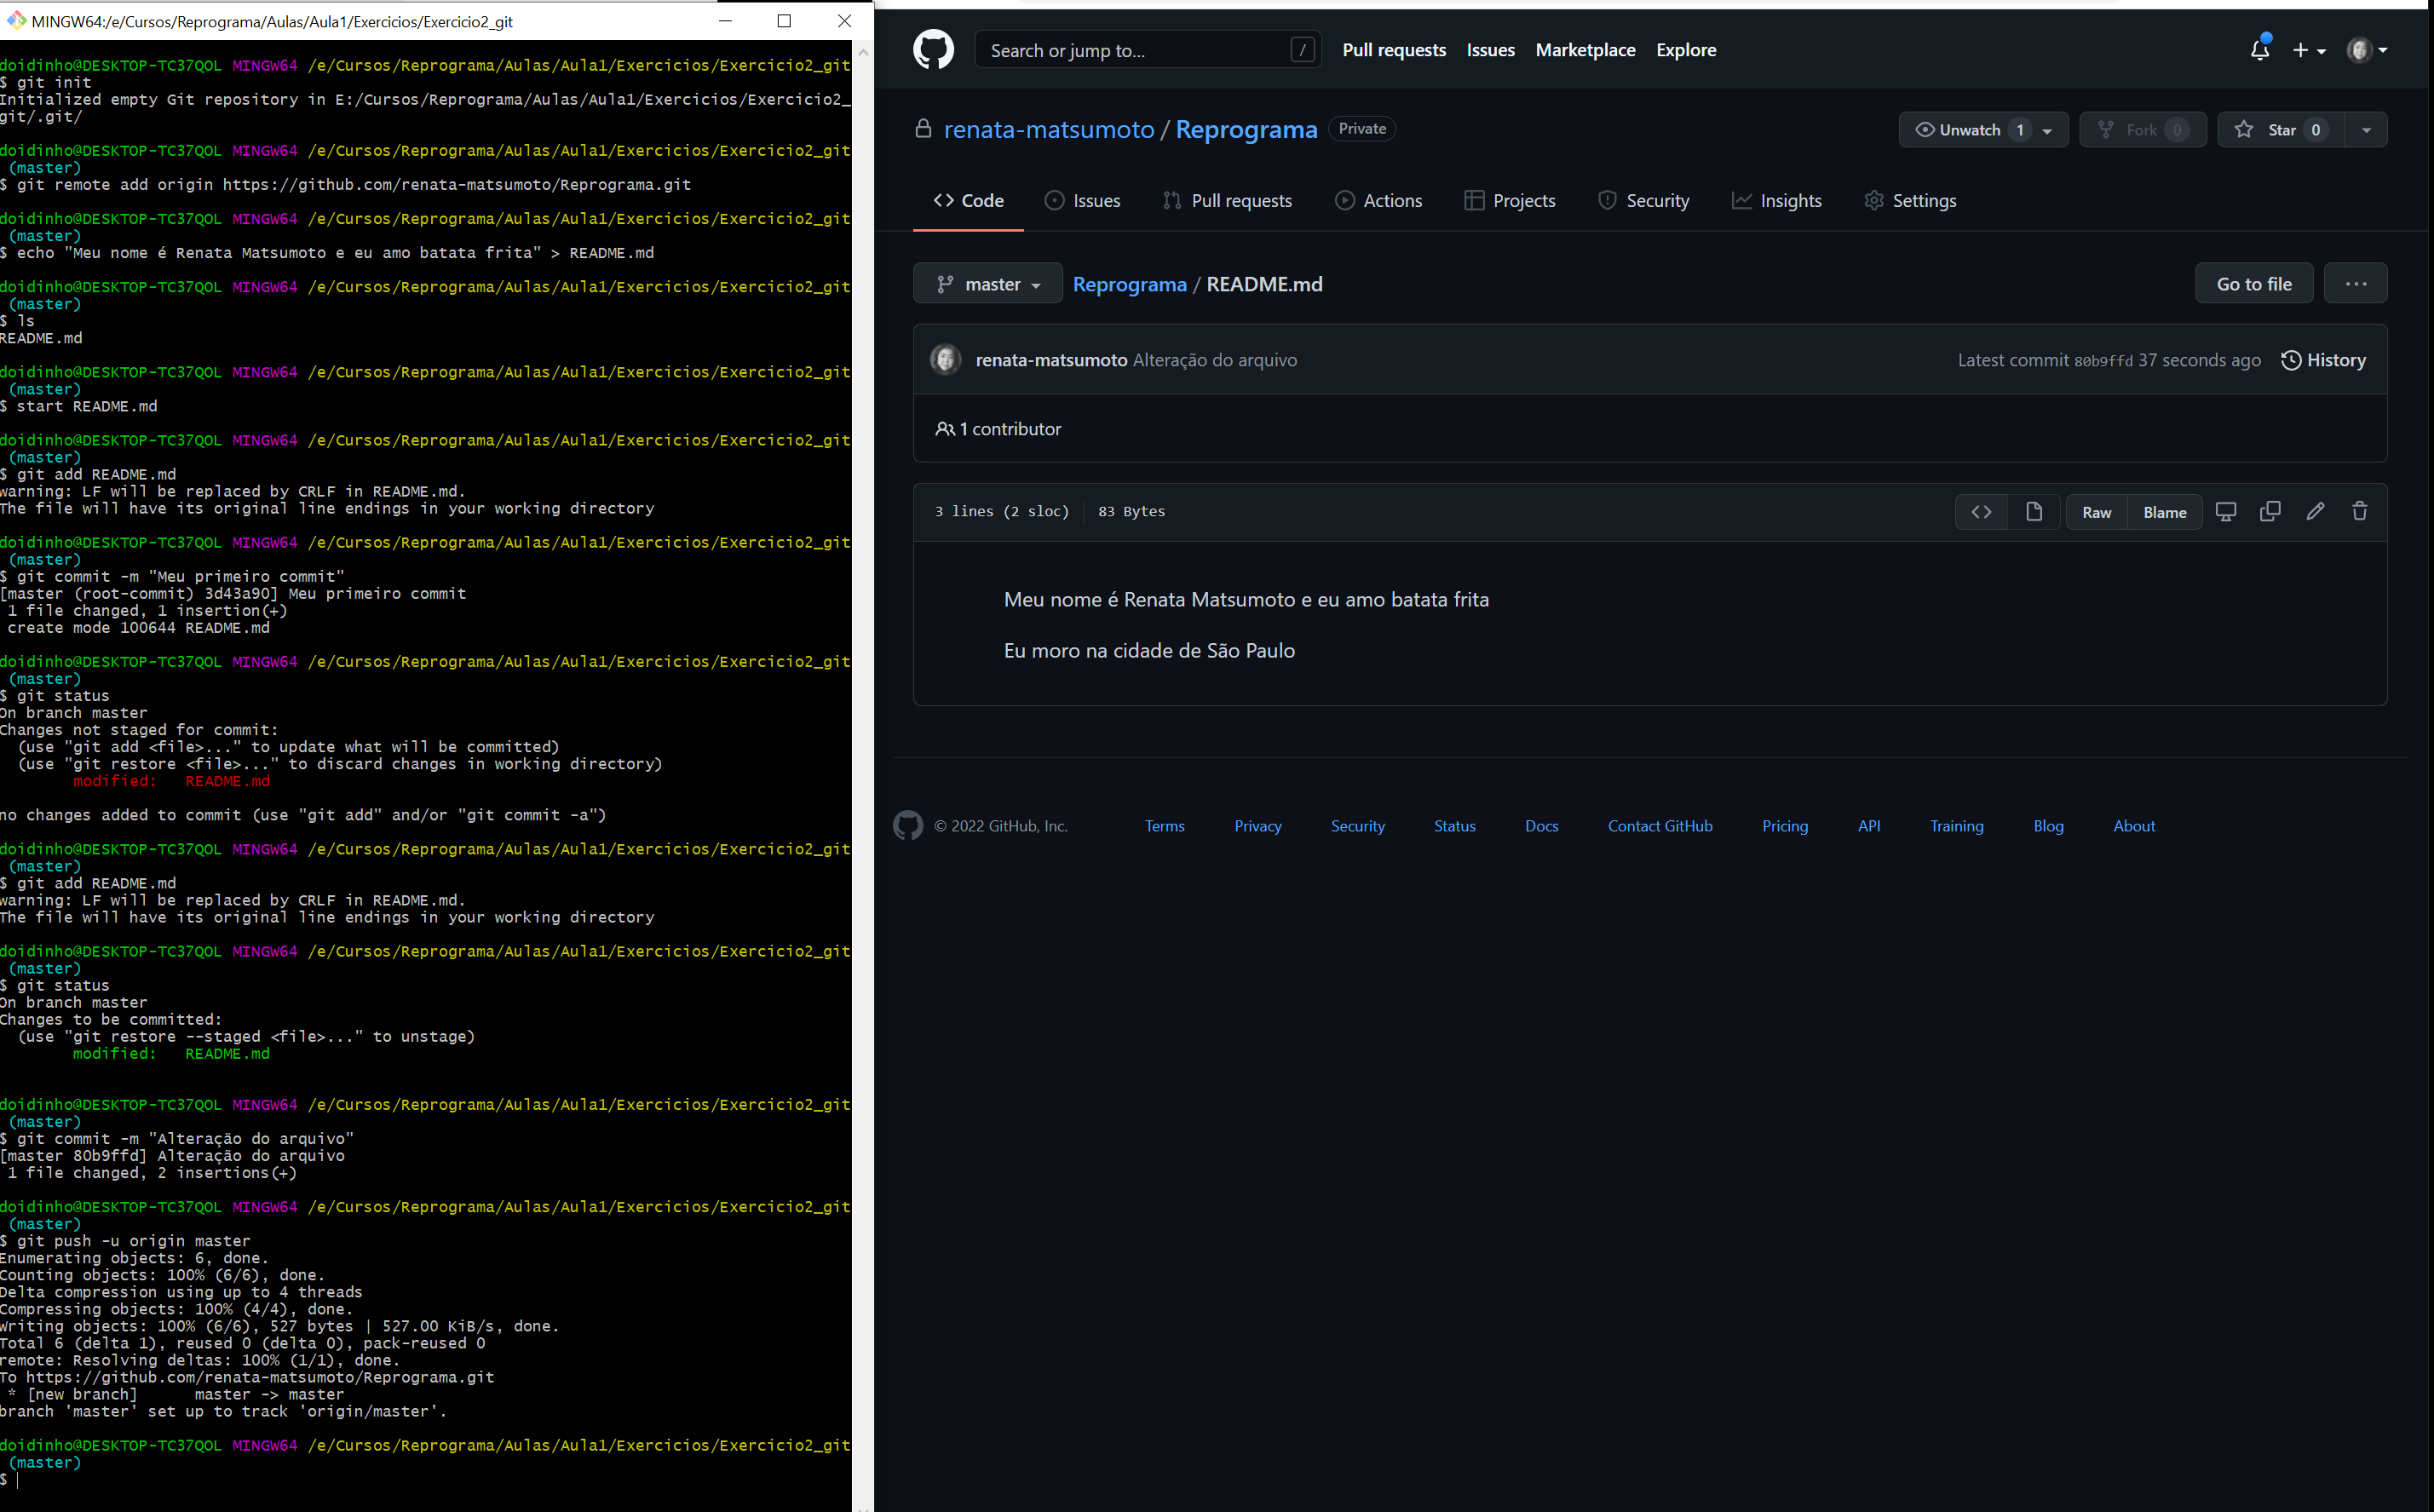 MINGW64:/e/Cursos/Reprograma/Aulas/Aula1/Exercicios/Exercicio2_git
doidinho@DESKTOP-TC37QOL MINGW64 /e/Cursos/Reprograma/Aulas/Aula1/Exercicios/Exercicio2_git
$ git init
Initialized empty Git repository in E:/Cursos/Reprograma/Aulas/Aula1/Exercicios/Exercicio2_
git/.git/
doidinho@DESKTOP-TC37QOL MINGW64 /e/Cursos/Reprograma/Aulas/Aula1/Exercicios/Exercicio2_git
(master)
$ git remote add origin https://github.com/renata-matsumoto/Reprograma.git
doidinho@DESKTOP-TC37QOL MINGW64 /e/Cursos/Reprograma/Aulas/Aula1/Exercicios/Exercicio2_git
(master)
$ echo "Meu nome é Renata Matsumoto e eu amo batata frita" > README.md
doidinho@DESKTOP-TC37QOL MINGW64 /e/Cursos/Reprograma/Aulas/Aula1/Exercicios/Exercicio2_git
(master)
$ ls
README.md
doidinho@DESKTOP-TC37QOL MINGW64 /e/Cursos/Reprograma/Aulas/Aula1/Exercicios/Exercicio2_git
(master)
$ start README.md
doidinho@DESKTOP-TC37QOL MINGW64 /e/Cursos/Reprograma/Aulas/Aula1/Exercicios/Exercicio2_git
(master)
$ git add README.md
warning: LF will be replaced by CRLF in README.md.
The file will have its original line endings in your working directory
doidinho@DESKTOP-TC37QOL MINGW64 /e/Cursos/Reprograma/Aulas/Aula1/Exercicios/Exercicio2_git
(master)
$ git commit -m "Meu primeiro commit"
[master (root-commit) 3d43a90] Meu primeiro commit
1 file changed, 1 insertion(+)
create mode 100644 README.md
doidinho@DESKTOP-TC37QOL MINGW64 /e/Cursos/Reprograma/Aulas/Aula1/Exercicios/Exercicio2_git
(master)
$ git status
On branch master
Changes not staged for commit:
(use "git add <file>..." to update what will be committed)
(use "git restore <file>..." to discard changes in working directory)
modified: README.md
no changes added to commit (use "git add" and/or "git commit -a")
doidinho@DESKTOP-TC37QOL MINGW64 /e/Cursos/Reprograma/Aulas/Aula1/Exercicios/Exercicio2_git
(master)
$ git add README.md
warning: LF will be replaced by CRLF in README.md.
The file will have its original line endings in your working directory
doidinho@DESKTOP-TC37QOL MINGW64 /e/Cursos/Reprograma/Aulas/Aula1/Exercicios/Exercicio2_git
(master)
$ git status
On branch master
Changes to be committed:
(use "git restore --staged <file>..." to unstage)
modified: README.md
doidinho@DESKTOP-TC37QOL MINGW64 /e/Cursos/Reprograma/Aulas/Aula1/Exercicios/Exercicio2_git
(master)
$ git commit -m "Alteração do arquivo"
[master 80b9ffd] Alteração do arquivo
1 file changed, 2 insertions(+)
doidinho@DESKTOP-TC37QOL MINGW64 /e/Cursos/Reprograma/Aulas/Aula1/Exercicios/Exercicio2_git
(master)
$ git push -u origin master
Enumerating objects: 6, done.
Counting objects: 100% (6/6), done.
Delta compression using up to 4 threads
Compressing objects: 100% (4/4), done.
Writing objects: 100% (6/6), 527 bytes | 527.00 KiB/s, done.
Total 6 (delta 1), reused 0 (delta 0), pack-reused 0
remote: Resolving deltas: 100% (1/1), done.
To https://github.com/renata-matsumoto/Reprograma.git
* [new branch] master -> master
branch 'master' set up to track 'origin/master'.
doidinho@DESKTOP-TC37QOL MINGW64 /e/Cursos/Reprograma/Aulas/Aula1/Exercicios/Exercicio2_git
(master)
$
Search or jump to... / Pull requests Issues Marketplace Explore
renata-matsumoto / Reprograma Private Unwatch 1 Fork 0 Star 0
Code Issues Pull requests Actions Projects Security Insights Settings
master Reprograma / README.md Go to file ...
renata-matsumoto Alteração do arquivo Latest commit 80b9ffd 37 seconds ago History
1 contributor
3 lines (2 sloc) 83 Bytes Raw Blame
Meu nome é Renata Matsumoto e eu amo batata frita
Eu moro na cidade de São Paulo
© 2022 GitHub, Inc. Terms Privacy Security Status Docs Contact GitHub Pricing API Training Blog About